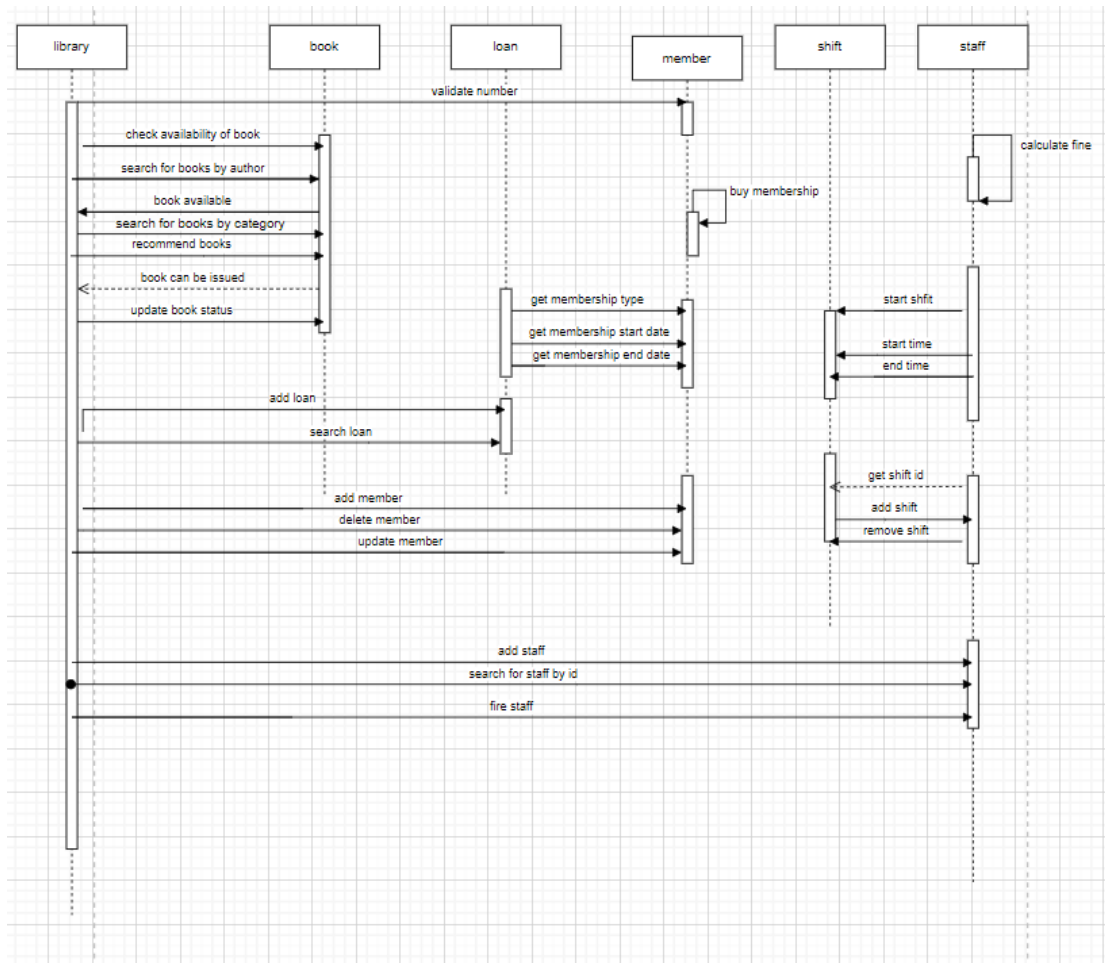 library
book
loan
member
shift
staff
validate number
check availability of book
calculate fine
search for books by author
buy membership
book available
search for books by category
recommend books
book can be issued
get membership type
start shfit
update book status
get membership start date
start time
get membership end date
end time
add loan
search loan
get shift id
add member
add shift
delete member
remove shift
update member
add staff
search for staff by id
fire staff